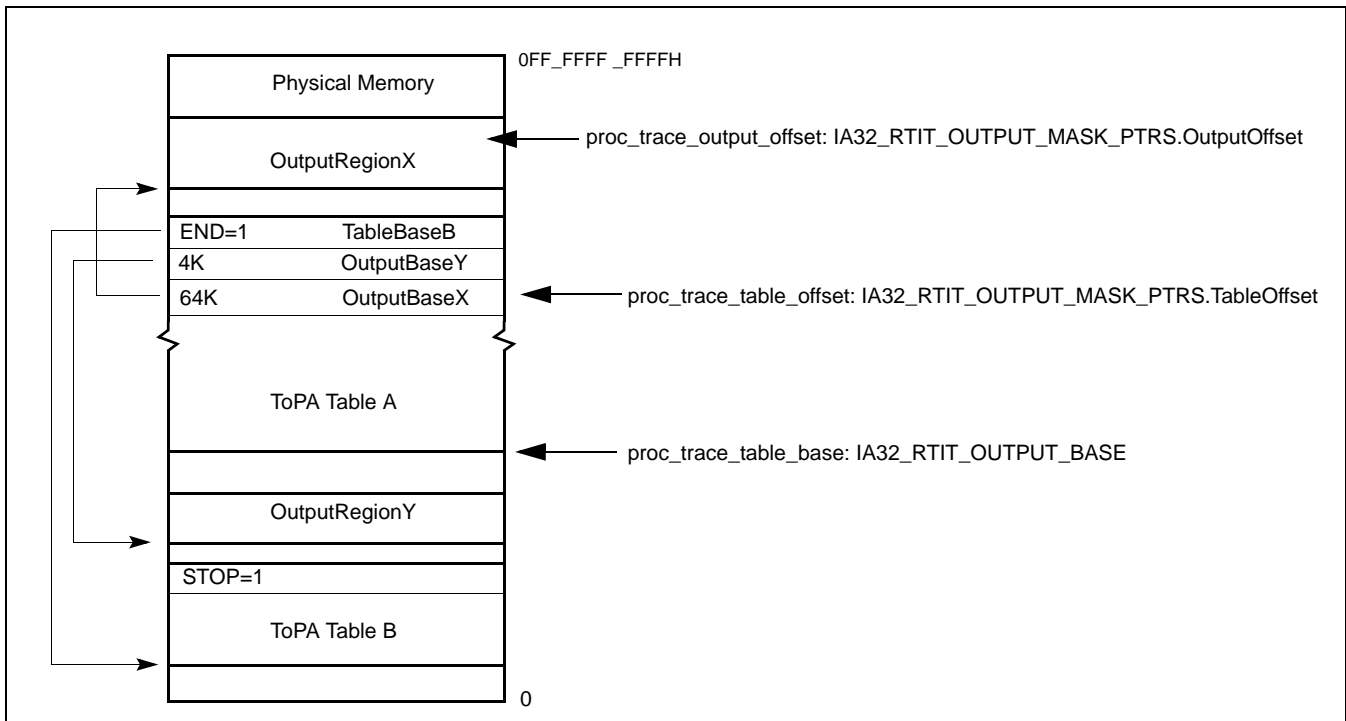 0FF_FFFF _FFFFH
Physical Memory
proc_trace_output_offset: IA32_RTIT_OUTPUT_MASK_PTRS.OutputOffset
OutputRegionX
END=1 TableBaseB
4K OutputBaseY
64K OutputBaseX
proc_trace_table_offset: IA32_RTIT_OUTPUT_MASK_PTRS.TableOffset
ToPA Table A
proc_trace_table_base: IA32_RTIT_OUTPUT_BASE
OutputRegionY
STOP=1
ToPA Table B
0